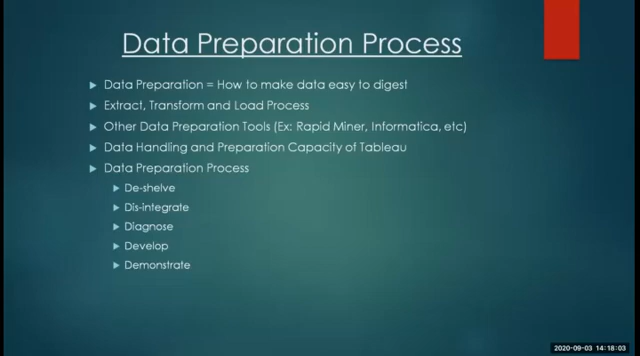 Data Preparation Process
Data Preparation = How to make data easy to digest
Extract, Transform and Load Process
Other Data Preparation Tools (Ex: Rapid Miner, Informatica, etc)
Data Handling and Preparation Capacity of Tableau
Data Preparation Process
De-shelve
Dis-integrate
Diagnose
Develop
Demonstrate
2020-09-03 14:18:03